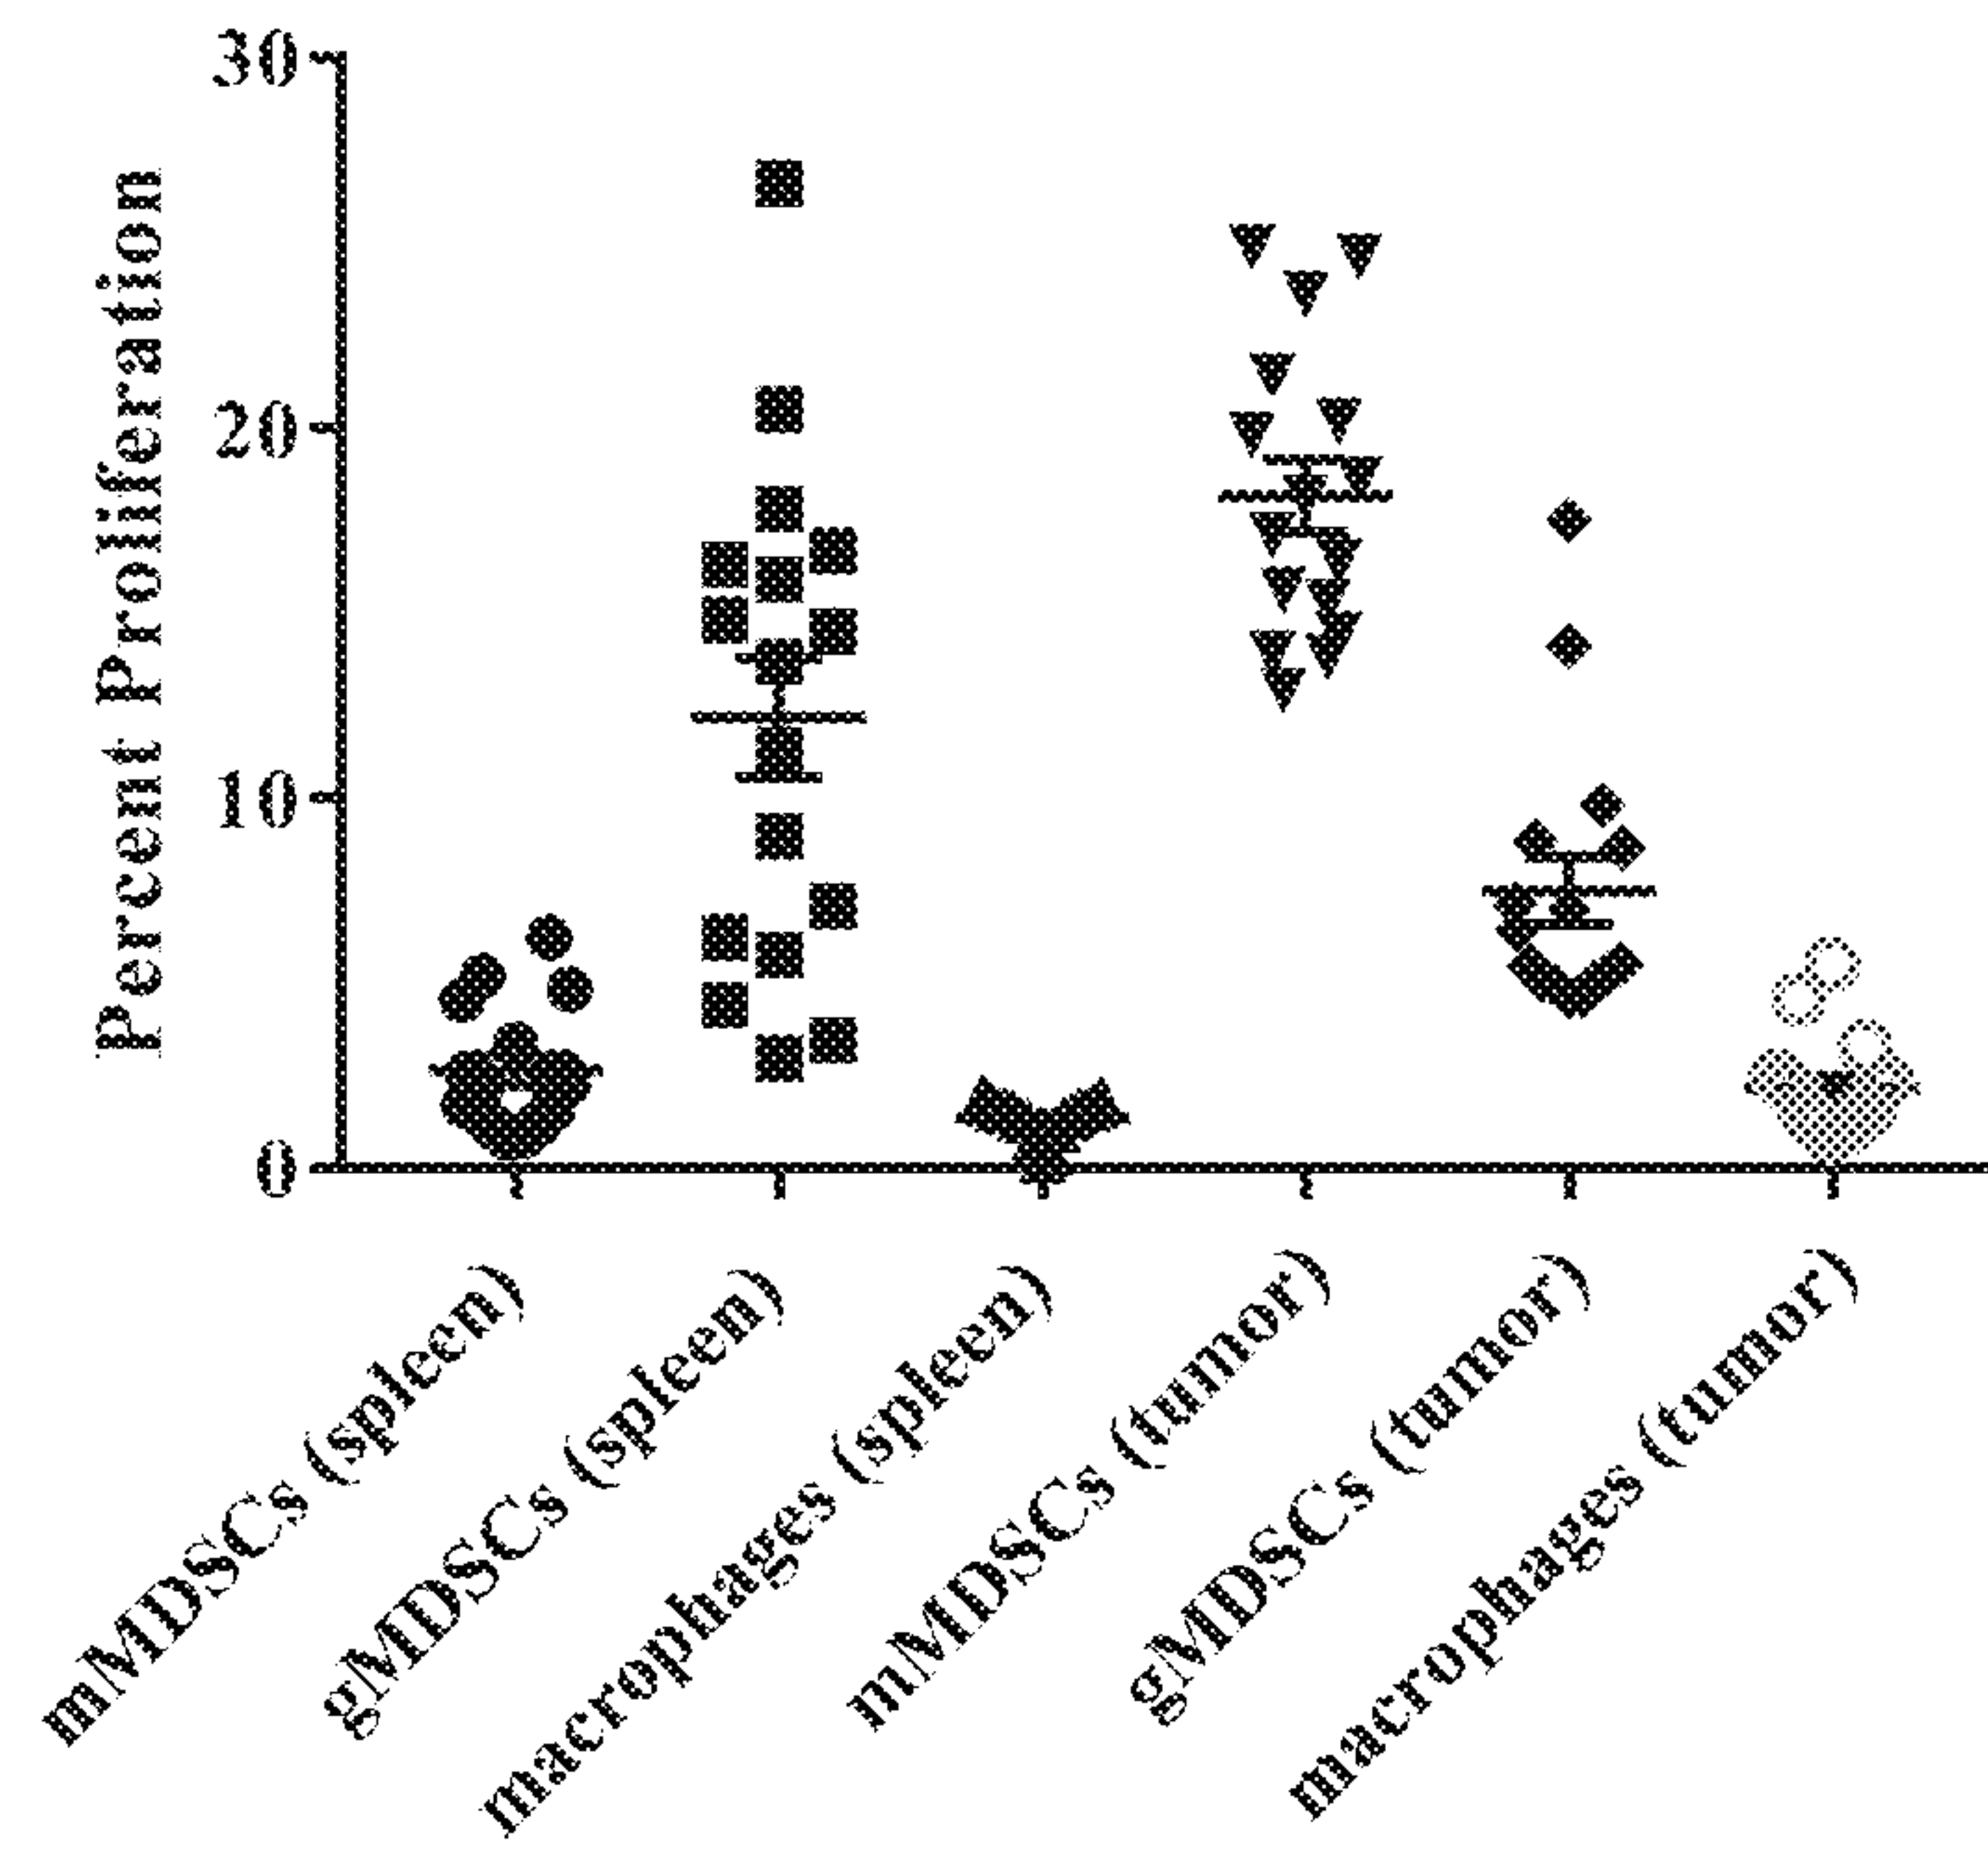 Percent Proliferation
30
20
10
0
mMDSCs (spleen)
gMDSCs (spleen)
macrophages (spleen)
mMDSCs (tumor)
gMDSCs (tumor)
macrophages (tumor)